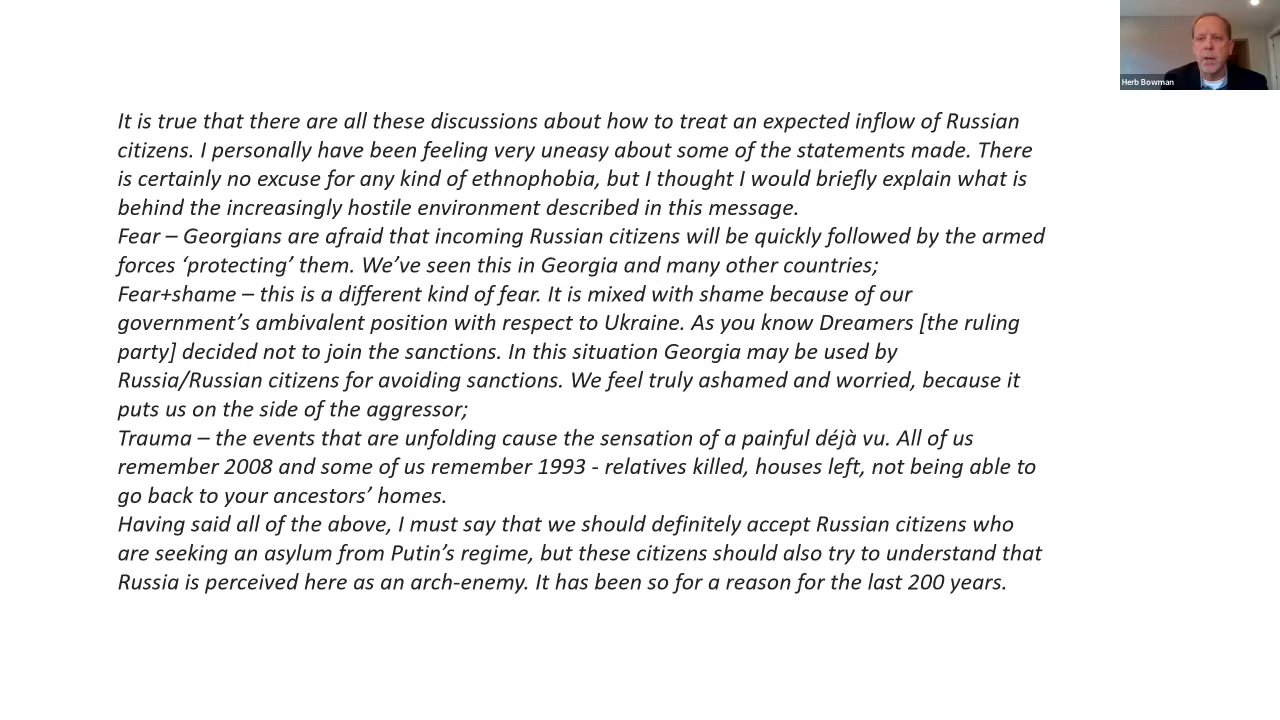 Herb Bowman
It is true that there are all these discussions about how to treat an expected inflow of Russian
citizens. I personally have been feeling very uneasy about some of the statements made. There
is certainly no excuse for any kind of ethnophobia, but I thought I would briefly explain what is
behind the increasingly hostile environment described in this message.
Fear – Georgians are afraid that incoming Russian citizens will be quickly followed by the armed
forces ‘protecting’ them. We’ve seen this in Georgia and many other countries;
Fear+shame – this is a different kind of fear. It is mixed with shame because of our
government’s ambivalent position with respect to Ukraine. As you know Dreamers [the ruling
party] decided not to join the sanctions. In this situation Georgia may be used by
Russia/Russian citizens for avoiding sanctions. We feel truly ashamed and worried, because it
puts us on the side of the aggressor;
Trauma – the events that are unfolding cause the sensation of a painful déjà vu. All of us
remember 2008 and some of us remember 1993 - relatives killed, houses left, not being able to
go back to your ancestors’ homes.
Having said all of the above, I must say that we should definitely accept Russian citizens who
are seeking an asylum from Putin’s regime, but these citizens should also try to understand that
Russia is perceived here as an arch-enemy. It has been so for a reason for the last 200 years.